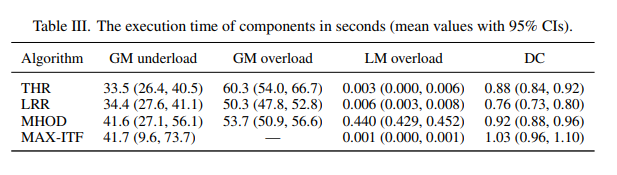 Table III. The execution time of components in seconds (mean values with 95% CIs).
Algorithm GM underload GM overload LM overload DC
THR 33.5 (26.4, 40.5) 60.3 (54.0, 66.7) 0.003 (0.000, 0.006) 0.88 (0.84, 0.92)
LRR 34.4 (27.6, 41.1) 50.3 (47.8, 52.8) 0.006 (0.003, 0.008) 0.76 (0.73, 0.80)
MHOD 41.6 (27.1, 56.1) 53.7 (50.9, 56.6) 0.440 (0.429, 0.452) 0.92 (0.88, 0.96)
MAX-ITF 41.7 (9.6, 73.7) — 0.001 (0.000, 0.001) 1.03 (0.96, 1.10)